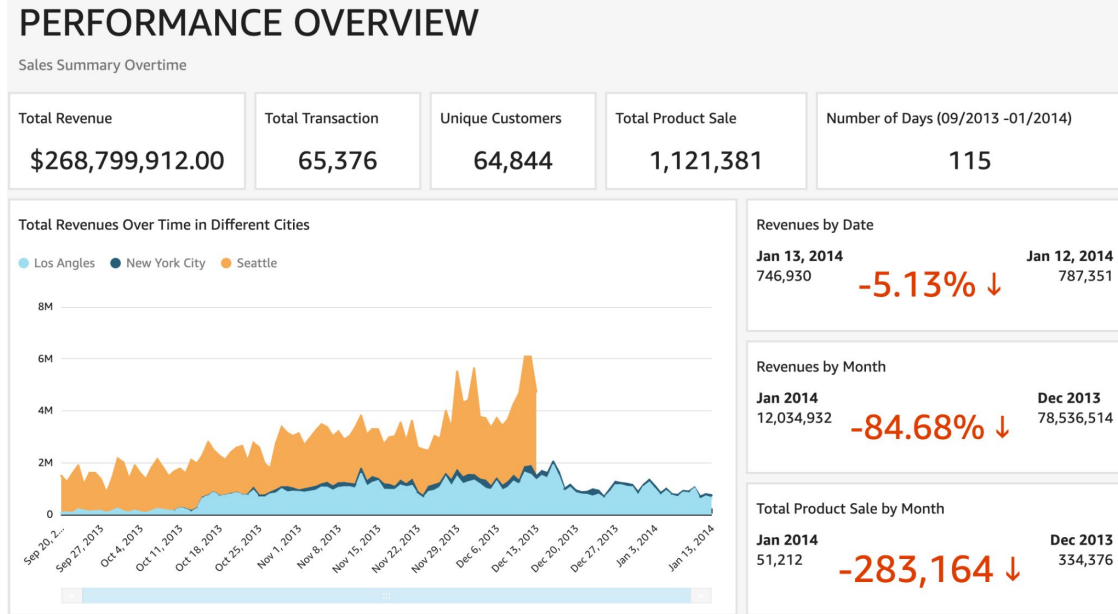 PERFORMANCE OVERVIEW
Sales Summary Overtime
Total Revenue
$268,799,912.00
Total Transaction
65,376
Unique Customers
64,844
Total Product Sale
1,121,381
Number of Days (09/2013 -01/2014)
115
Total Revenues Over Time in Different Cities
Los Angles New York City Seattle
8M
6M
4M
2M
0
Sep 20, 2...
Sep 27, 2013
Oct 4, 2013
Oct 11, 2013
Oct 18, 2013
Oct 25, 2013
Nov 1, 2013
Nov 8, 2013
Nov 15, 2013
Nov 22, 2013
Nov 29, 2013
Dec 6, 2013
Dec 13, 2013
Dec 20, 2013
Dec 27, 2013
Jan 3, 2014
Jan 13, 2014
Revenues by Date
Jan 13, 2014
746,930
-5.13% ↓
Jan 12, 2014
787,351
Revenues by Month
Jan 2014
12,034,932
-84.68% ↓
Dec 2013
78,536,514
Total Product Sale by Month
Jan 2014
51,212
-283,164 ↓
Dec 2013
334,376